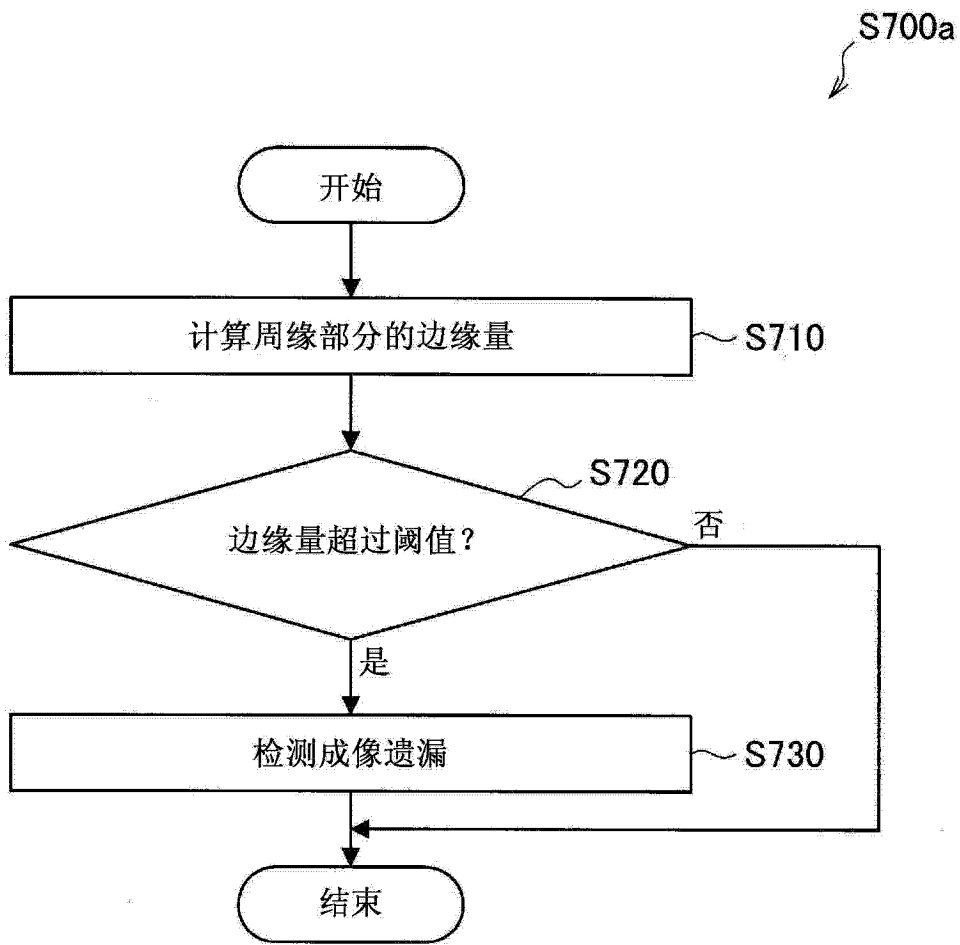 S700a
开始
计算周缘部分的边缘量
S710
S720
边缘量超过阈值？
否
是
检测成像遗漏
S730
结束